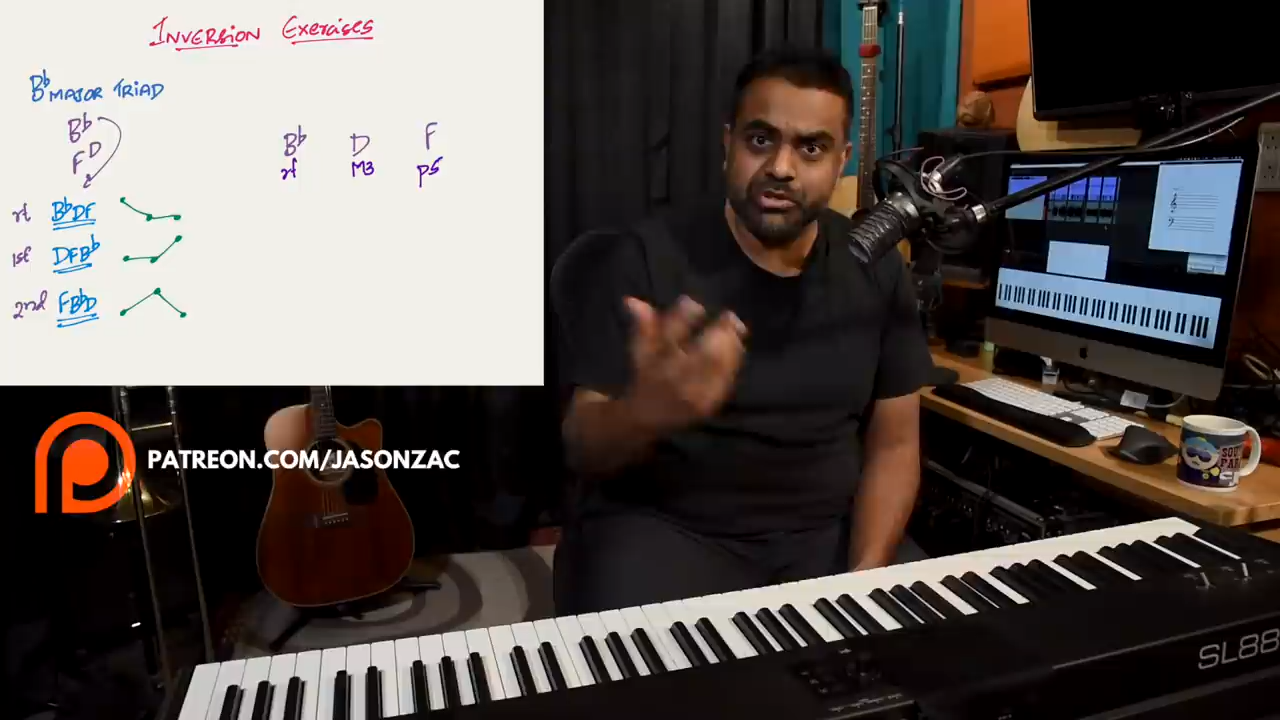 INVERSION Exercises
B♭ MAJOR TRIAD
B♭
D
F
B♭ D F
rt M3 P5
rt B♭DF
1st DFB♭
2nd FB♭D
PATREON.COM/JASONZAC
SL88